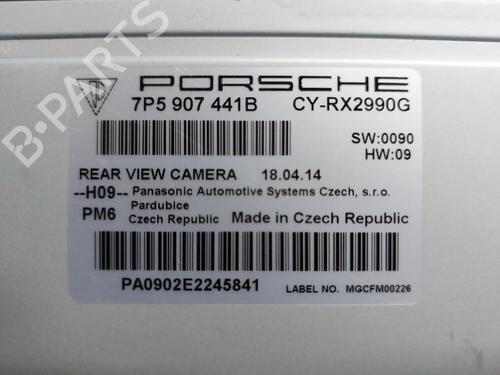 PORSCHE
7P5 907 441B CY-RX2990G
SW:0090
HW:09
REAR VIEW CAMERA 18.04.14
--H09-- Panasonic Automotive Systems Czech, s.r.o.
Pardubice
PM6 Czech Republic Made in Czech Republic
PA0902E2245841 LABEL NO. MGCFM00226
B-PARTS